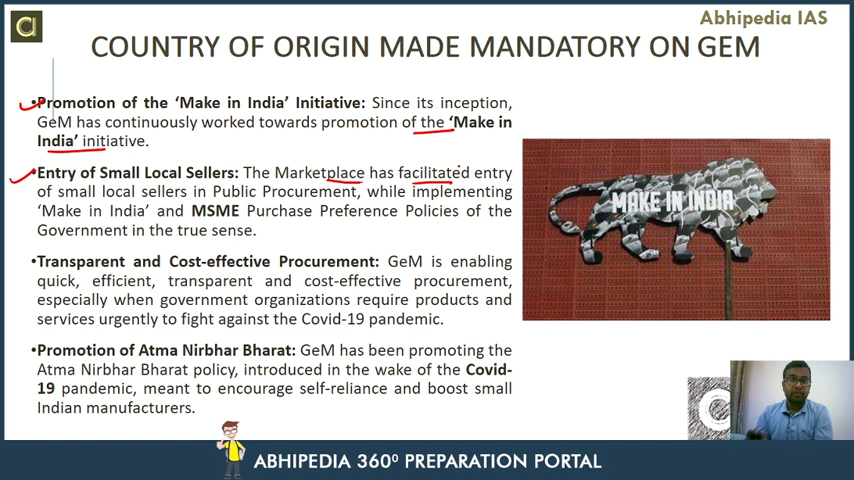 Abhipedia IAS
COUNTRY OF ORIGIN MADE MANDATORY ON GEM
•Promotion of the ‘Make in India’ Initiative: Since its inception,
GeM has continuously worked towards promotion of the ‘Make in
India’ initiative.
•Entry of Small Local Sellers: The Marketplace has facilitated entry
of small local sellers in Public Procurement, while implementing
‘Make in India’ and MSME Purchase Preference Policies of the
Government in the true sense.
•Transparent and Cost-effective Procurement: GeM is enabling
quick, efficient, transparent and cost-effective procurement,
especially when government organizations require products and
services urgently to fight against the Covid-19 pandemic.
•Promotion of Atma Nirbhar Bharat: GeM has been promoting the
Atma Nirbhar Bharat policy, introduced in the wake of the Covid-
19 pandemic, meant to encourage self-reliance and boost small
Indian manufacturers.
MAKE IN INDIA
ABHIPEDIA 360⁰ PREPARATION PORTAL